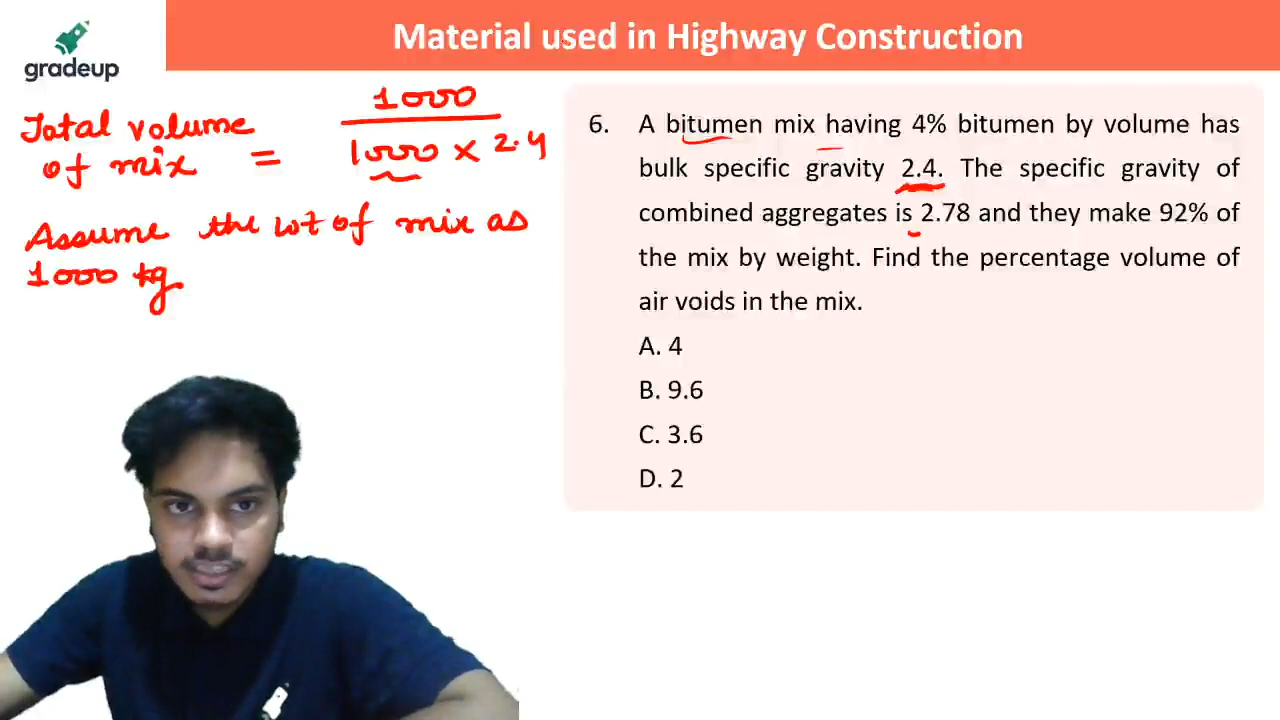 Material used in Highway Construction
gradeup
Total volume
of mix = 1000
1000 × 2.4
Assume the wt of mix as
1000 kg
6. A bitumen mix having 4% bitumen by volume has
bulk specific gravity 2.4. The specific gravity of
combined aggregates is 2.78 and they make 92% of
the mix by weight. Find the percentage volume of
air voids in the mix.
A. 4
B. 9.6
C. 3.6
D. 2